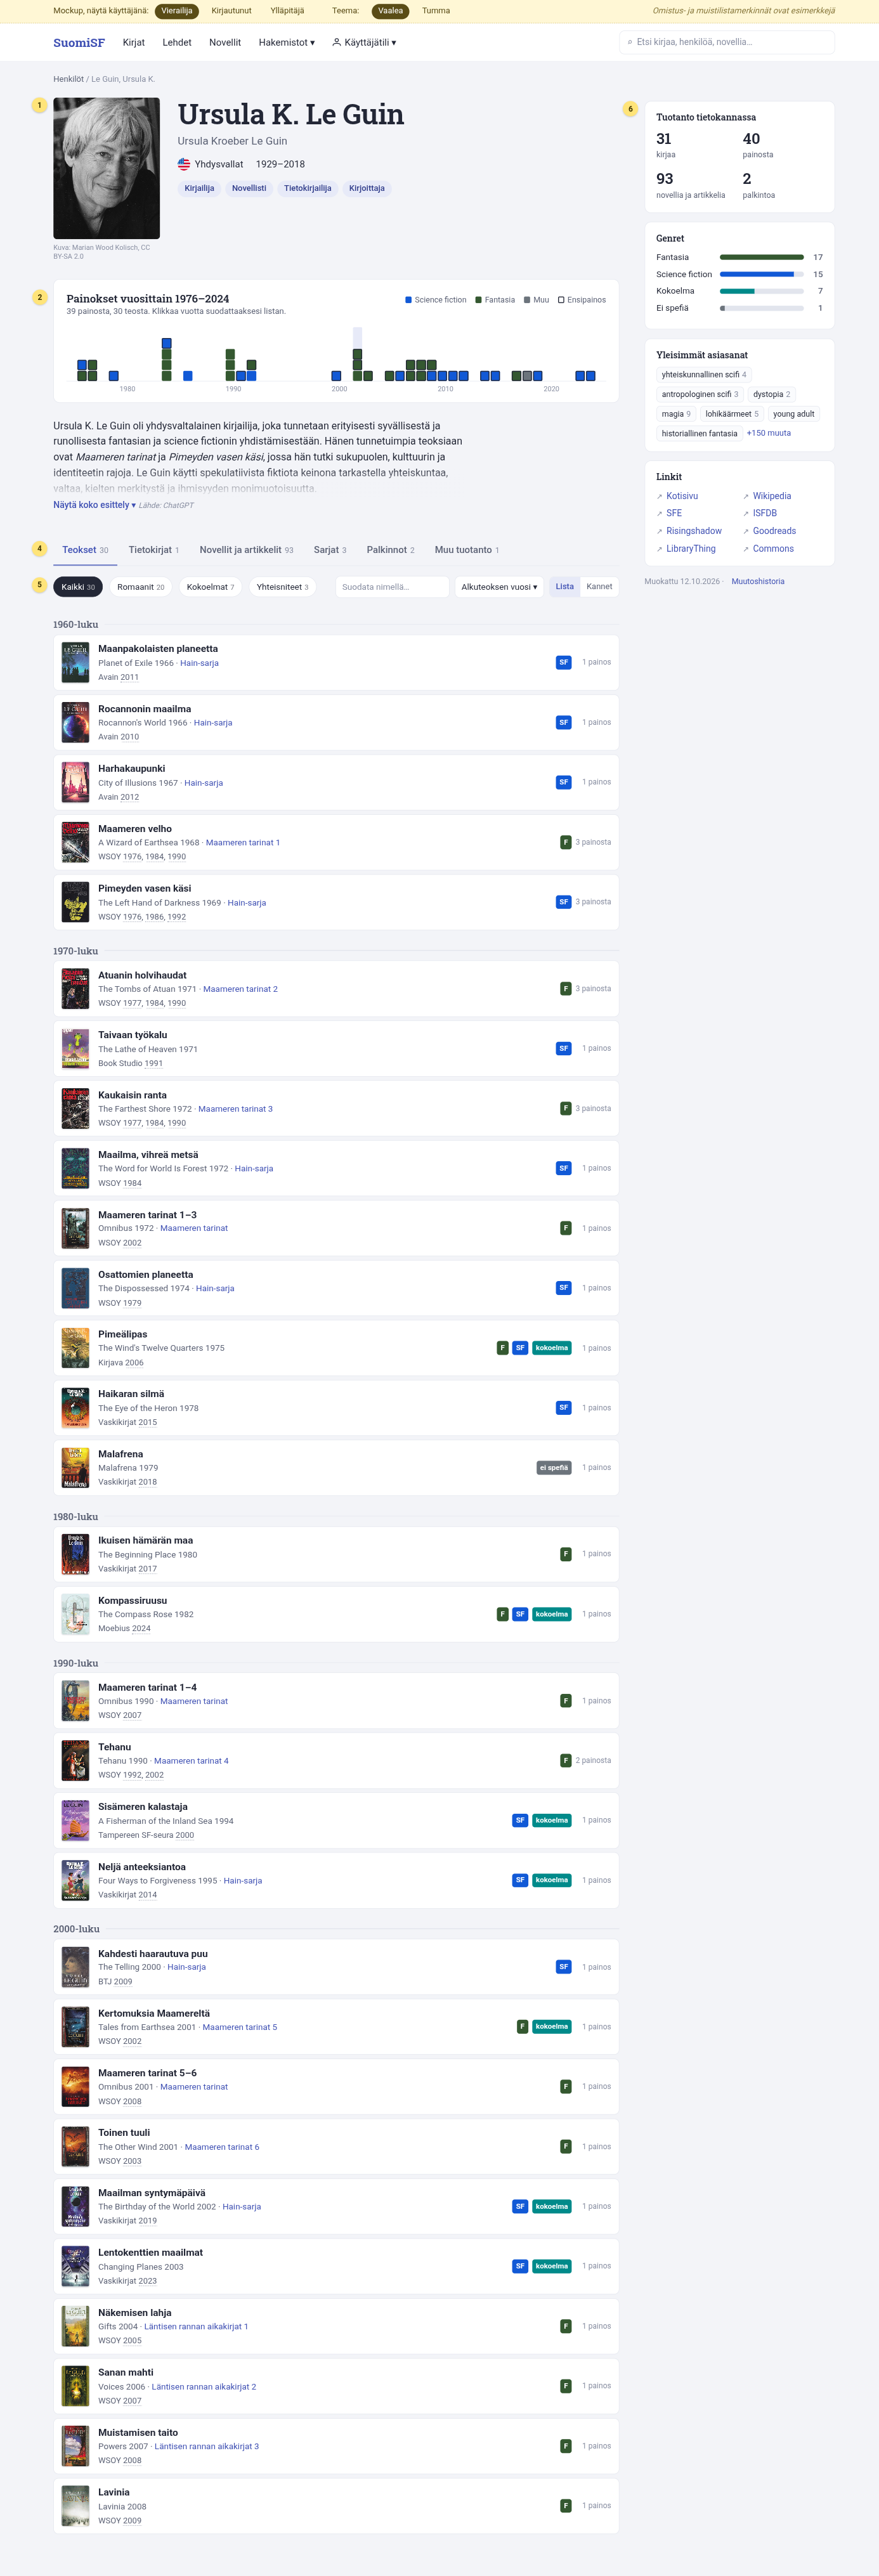 Mockup, näytä käyttäjänä: Vierailija Kirjautunut Ylläpitäjä Teema: Vaalea Tumma Omistus- ja muistilistamerkinnät ovat esimerkkejä
SuomiSF Kirjat Lehdet Novellit Hakemistot ▾ Käyttäjätili ▾ Etsi kirjaa, henkilöä, novellia…
Henkilöt / Le Guin, Ursula K.
1
Ursula K. Le Guin
Ursula Kroeber Le Guin
Yhdysvallat 1929–2018
Kirjailija Novellisti Tietokirjailija Kirjoittaja
Kuva: Marian Wood Kolisch, CC
BY-SA 2.0
2
Painokset vuosittain 1976–2024
Science fiction Fantasia Muu Ensipainos
39 painosta, 30 teosta. Klikkaa vuotta suodattaaksesi listan.
1980 1990 2000 2010 2020
Ursula K. Le Guin oli yhdysvaltalainen kirjailija, joka tunnetaan erityisesti syvällisestä ja
runollisesta fantasian ja science fictionin yhdistämisestään. Hänen tunnetuimpia teoksiaan
ovat Maameren tarinat ja Pimeyden vasen käsi, jossa hän tutki sukupuolen, kulttuurin ja
identiteetin rajoja. Le Guin käytti spekulatiivista fiktiota keinona tarkastella yhteiskuntaa,
valtaa, kielten merkitystä ja ihmisyyden monimuotoisuutta.
Näytä koko esittely ▾ Lähde: ChatGPT
4
Teokset 30 Tietokirjat 1 Novellit ja artikkelit 93 Sarjat 3 Palkinnot 2 Muu tuotanto 1
5
Kaikki 30 Romaanit 20 Kokoelmat 7 Yhteisniteet 3 Suodata nimellä… Alkuteoksen vuosi ▾ Lista Kannet
1960-luku
Maanpakolaisten planeetta
Planet of Exile 1966 · Hain-sarja SF 1 painos
Avain 2011
Rocannonin maailma
Rocannon's World 1966 · Hain-sarja SF 1 painos
Avain 2010
Harhakaupunki
City of Illusions 1967 · Hain-sarja SF 1 painos
Avain 2012
Maameren velho
A Wizard of Earthsea 1968 · Maameren tarinat 1 F 3 painosta
WSOY 1976, 1984, 1990
Pimeyden vasen käsi
The Left Hand of Darkness 1969 · Hain-sarja SF 3 painosta
WSOY 1976, 1986, 1992
1970-luku
Atuanin holvihaudat
The Tombs of Atuan 1971 · Maameren tarinat 2 F 3 painosta
WSOY 1977, 1984, 1990
Taivaan työkalu
The Lathe of Heaven 1971 SF 1 painos
Book Studio 1991
Kaukaisin ranta
The Farthest Shore 1972 · Maameren tarinat 3 F 3 painosta
WSOY 1977, 1984, 1990
Maailma, vihreä metsä
The Word for World Is Forest 1972 · Hain-sarja SF 1 painos
WSOY 1984
Maameren tarinat 1–3
Omnibus 1972 · Maameren tarinat F 1 painos
WSOY 2002
Osattomien planeetta
The Dispossessed 1974 · Hain-sarja SF 1 painos
WSOY 1979
Pimeälipas
The Wind's Twelve Quarters 1975 F SF kokoelma 1 painos
Kirjava 2006
Haikaran silmä
The Eye of the Heron 1978 SF 1 painos
Vaskikirjat 2015
Malafrena
Malafrena 1979 ei spefiä 1 painos
Vaskikirjat 2018
1980-luku
Ikuisen hämärän maa
The Beginning Place 1980 F 1 painos
Vaskikirjat 2017
Kompassiruusu
The Compass Rose 1982 F SF kokoelma 1 painos
Moebius 2024
1990-luku
Maameren tarinat 1–4
Omnibus 1990 · Maameren tarinat F 1 painos
WSOY 2007
Tehanu
Tehanu 1990 · Maameren tarinat 4 F 2 painosta
WSOY 1992, 2002
Sisämeren kalastaja
A Fisherman of the Inland Sea 1994 SF kokoelma 1 painos
Tampereen SF-seura 2000
Neljä anteeksiantoa
Four Ways to Forgiveness 1995 · Hain-sarja SF kokoelma 1 painos
Vaskikirjat 2014
2000-luku
Kahdesti haarautuva puu
The Telling 2000 · Hain-sarja SF 1 painos
BTJ 2009
Kertomuksia Maamereltä
Tales from Earthsea 2001 · Maameren tarinat 5 F kokoelma 1 painos
WSOY 2002
Maameren tarinat 5–6
Omnibus 2001 · Maameren tarinat F 1 painos
WSOY 2008
Toinen tuuli
The Other Wind 2001 · Maameren tarinat 6 F 1 painos
WSOY 2003
Maailman syntymäpäivä
The Birthday of the World 2002 · Hain-sarja SF kokoelma 1 painos
Vaskikirjat 2019
Lentokenttien maailmat
Changing Planes 2003 SF kokoelma 1 painos
Vaskikirjat 2023
Näkemisen lahja
Gifts 2004 · Läntisen rannan aikakirjat 1 F 1 painos
WSOY 2005
Sanan mahti
Voices 2006 · Läntisen rannan aikakirjat 2 F 1 painos
WSOY 2007
Muistamisen taito
Powers 2007 · Läntisen rannan aikakirjat 3 F 1 painos
WSOY 2008
Lavinia
Lavinia 2008 F 1 painos
WSOY 2009
6
Tuotanto tietokannassa
31 40
kirjaa painosta
93 2
novellia ja artikkelia palkintoa
Genret
Fantasia 17
Science fiction 15
Kokoelma 7
Ei spefiä 1
Yleisimmät asiasanat
yhteiskunnallinen scifi 4
antropologinen scifi 3 dystopia 2
magia 9 lohikäärmeet 5 young adult
historiallinen fantasia +150 muuta
Linkit
↗ Kotisivu ↗ Wikipedia
↗ SFE ↗ ISFDB
↗ Risingshadow ↗ Goodreads
↗ LibraryThing ↗ Commons
Muokattu 12.10.2026 · Muutoshistoria